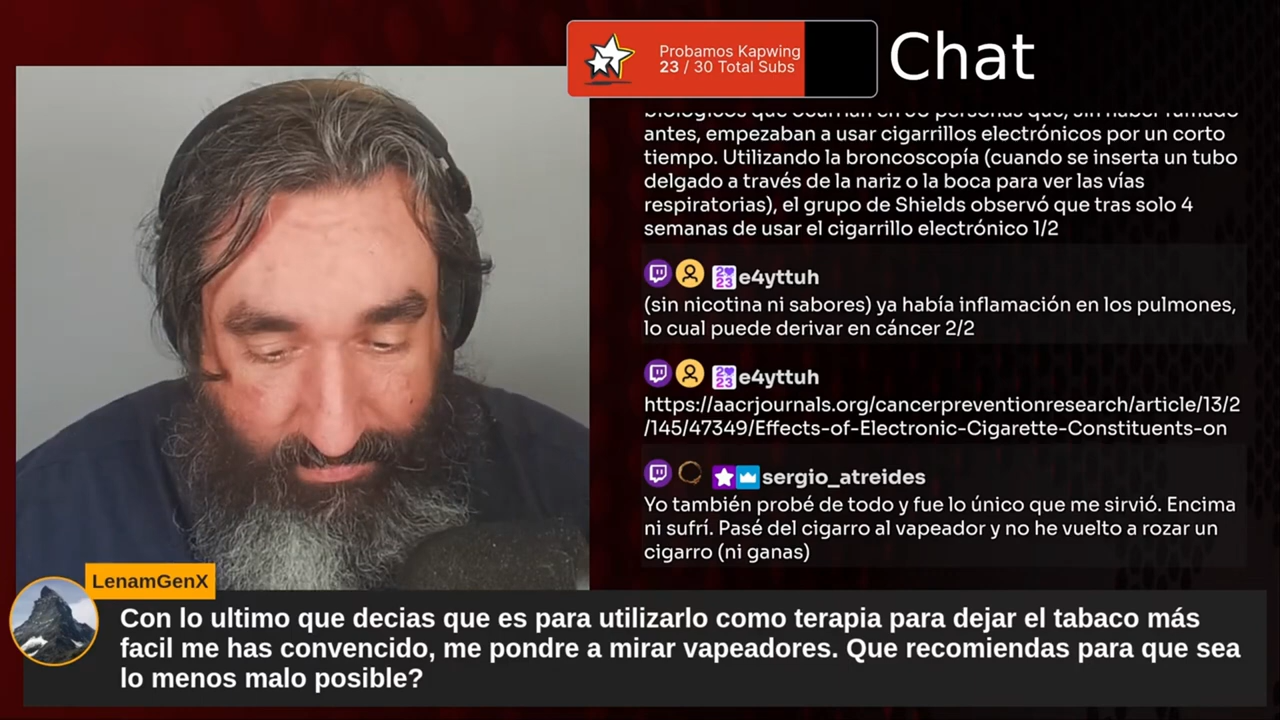 Probamos Kapwing
23 / 30 Total Subs
Chat
antes, empezaban a usar cigarrillos electrónicos por un corto
tiempo. Utilizando la broncoscopía (cuando se inserta un tubo
delgado a través de la nariz o la boca para ver las vías
respiratorias), el grupo de Shields observó que tras solo 4
semanas de usar el cigarrillo electrónico 1/2
e4yttuh
(sin nicotina ni sabores) ya había inflamación en los pulmones,
lo cual puede derivar en cáncer 2/2
e4yttuh
https://aacrjournals.org/cancerpreventionresearch/article/13/2
/145/47349/Effects-of-Electronic-Cigarette-Constituents-on
sergio_atreides
Yo también probé de todo y fue lo único que me sirvió. Encima
ni sufrí. Pasé del cigarro al vapeador y no he vuelto a rozar un
cigarro (ni ganas)
LenamGenX
Con lo ultimo que decias que es para utilizarlo como terapia para dejar el tabaco más
facil me has convencido, me pondre a mirar vapeadores. Que recomiendas para que sea
lo menos malo posible?